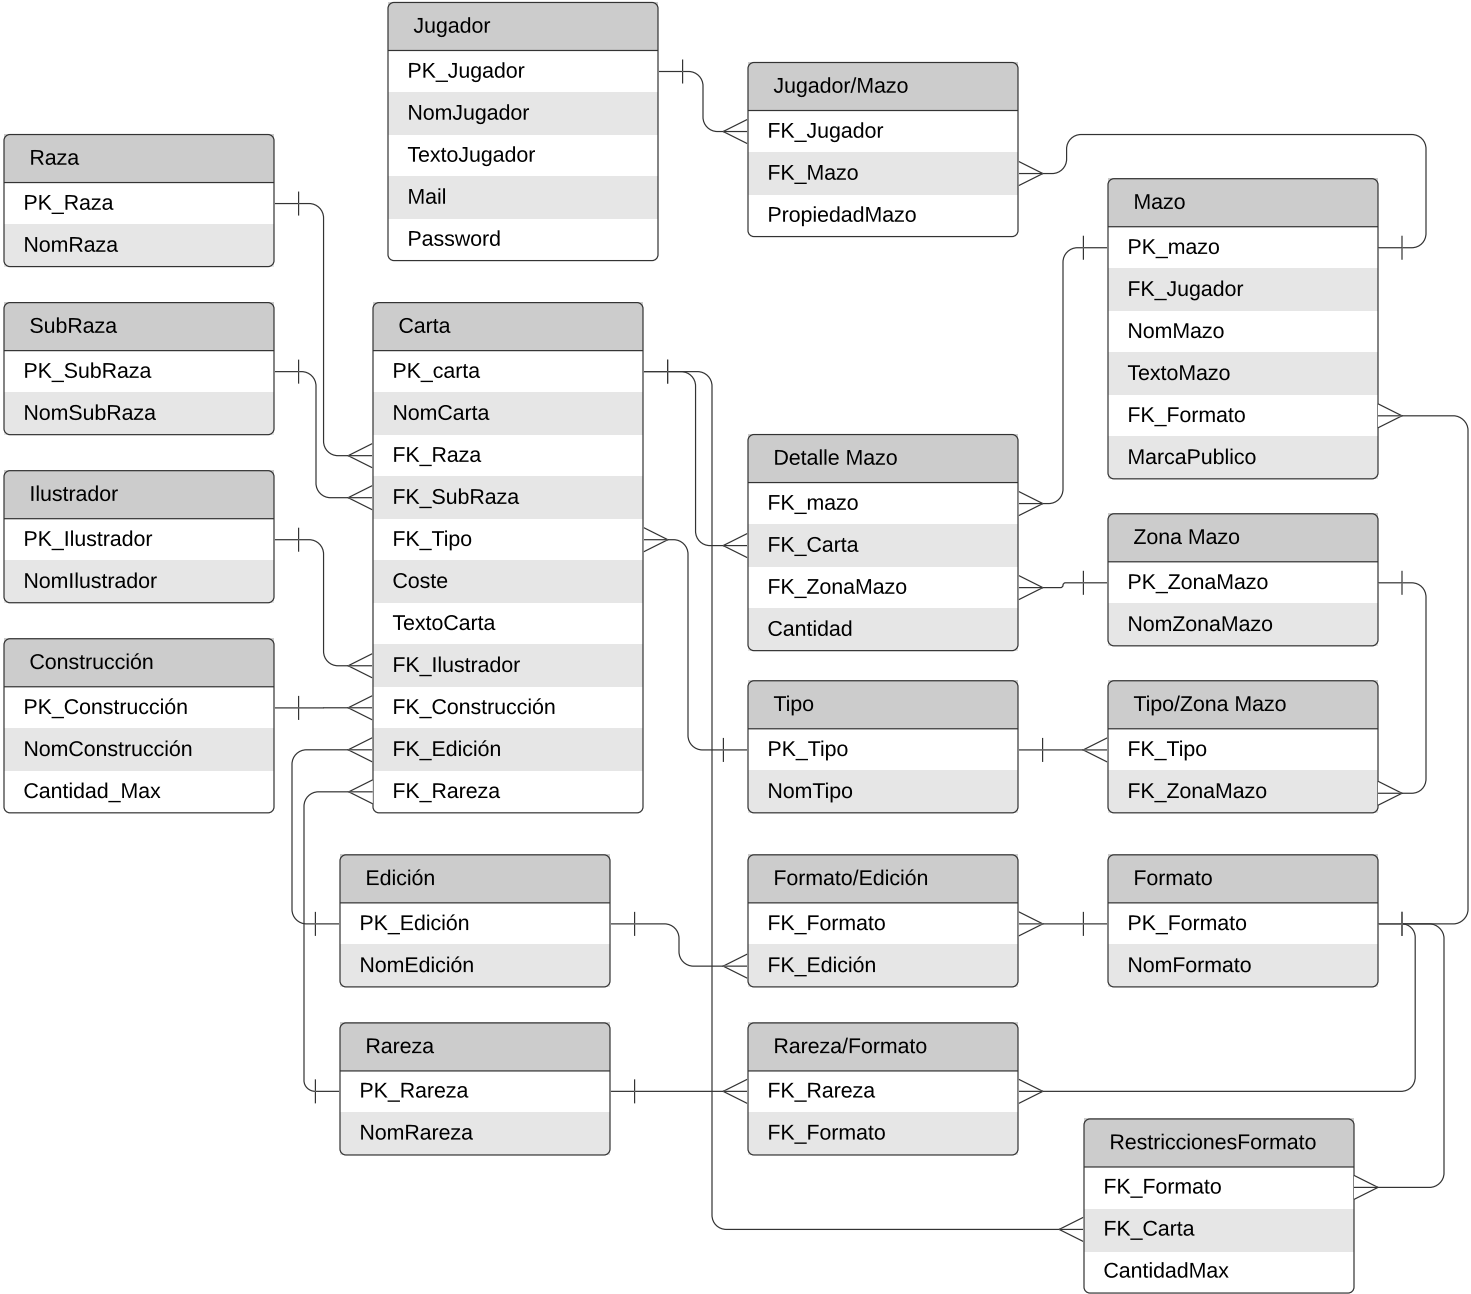 Jugador
PK_Jugador
NomJugador
TextoJugador
Mail
Password
Jugador/Mazo
FK_Jugador
FK_Mazo
PropiedadMazo
Raza
PK_Raza
NomRaza
Mazo
PK_mazo
FK_Jugador
NomMazo
TextoMazo
FK_Formato
MarcaPublico
SubRaza
PK_SubRaza
NomSubRaza
Carta
PK_carta
NomCarta
FK_Raza
FK_SubRaza
FK_Tipo
Coste
TextoCarta
FK_Ilustrador
FK_Construcción
FK_Edición
FK_Rareza
Detalle Mazo
FK_mazo
FK_Carta
FK_ZonaMazo
Cantidad
Ilustrador
PK_Ilustrador
NomIlustrador
Zona Mazo
PK_ZonaMazo
NomZonaMazo
Construcción
PK_Construcción
NomConstrucción
Cantidad_Max
Tipo
PK_Tipo
NomTipo
Tipo/Zona Mazo
FK_Tipo
FK_ZonaMazo
Edición
PK_Edición
NomEdición
Formato/Edición
FK_Formato
FK_Edición
Formato
PK_Formato
NomFormato
Rareza
PK_Rareza
NomRareza
Rareza/Formato
FK_Rareza
FK_Formato
RestriccionesFormato
FK_Formato
FK_Carta
CantidadMax